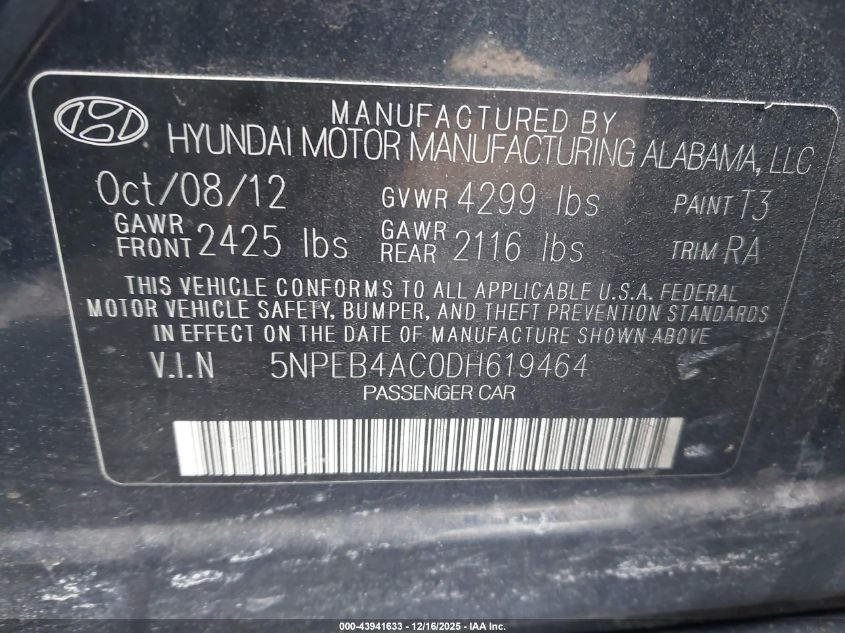 MANUFACTURED BY
HYUNDAI MOTOR MANUFACTURING ALABAMA, LLC
Oct/08/12 GVWR 4299 lbs PAINT T3
GAWR FRONT 2425 lbs GAWR REAR 2116 lbs TRIM RA
THIS VEHICLE CONFORMS TO ALL APPLICABLE U.S.A. FEDERAL
MOTOR VEHICLE SAFETY, BUMPER, AND THEFT PREVENTION STANDARDS
IN EFFECT ON THE DATE OF MANUFACTURE SHOWN ABOVE
V.I.N 5NPEB4AC0DH619464
PASSENGER CAR
000-43941633 - 12/16/2025 - IAA Inc.